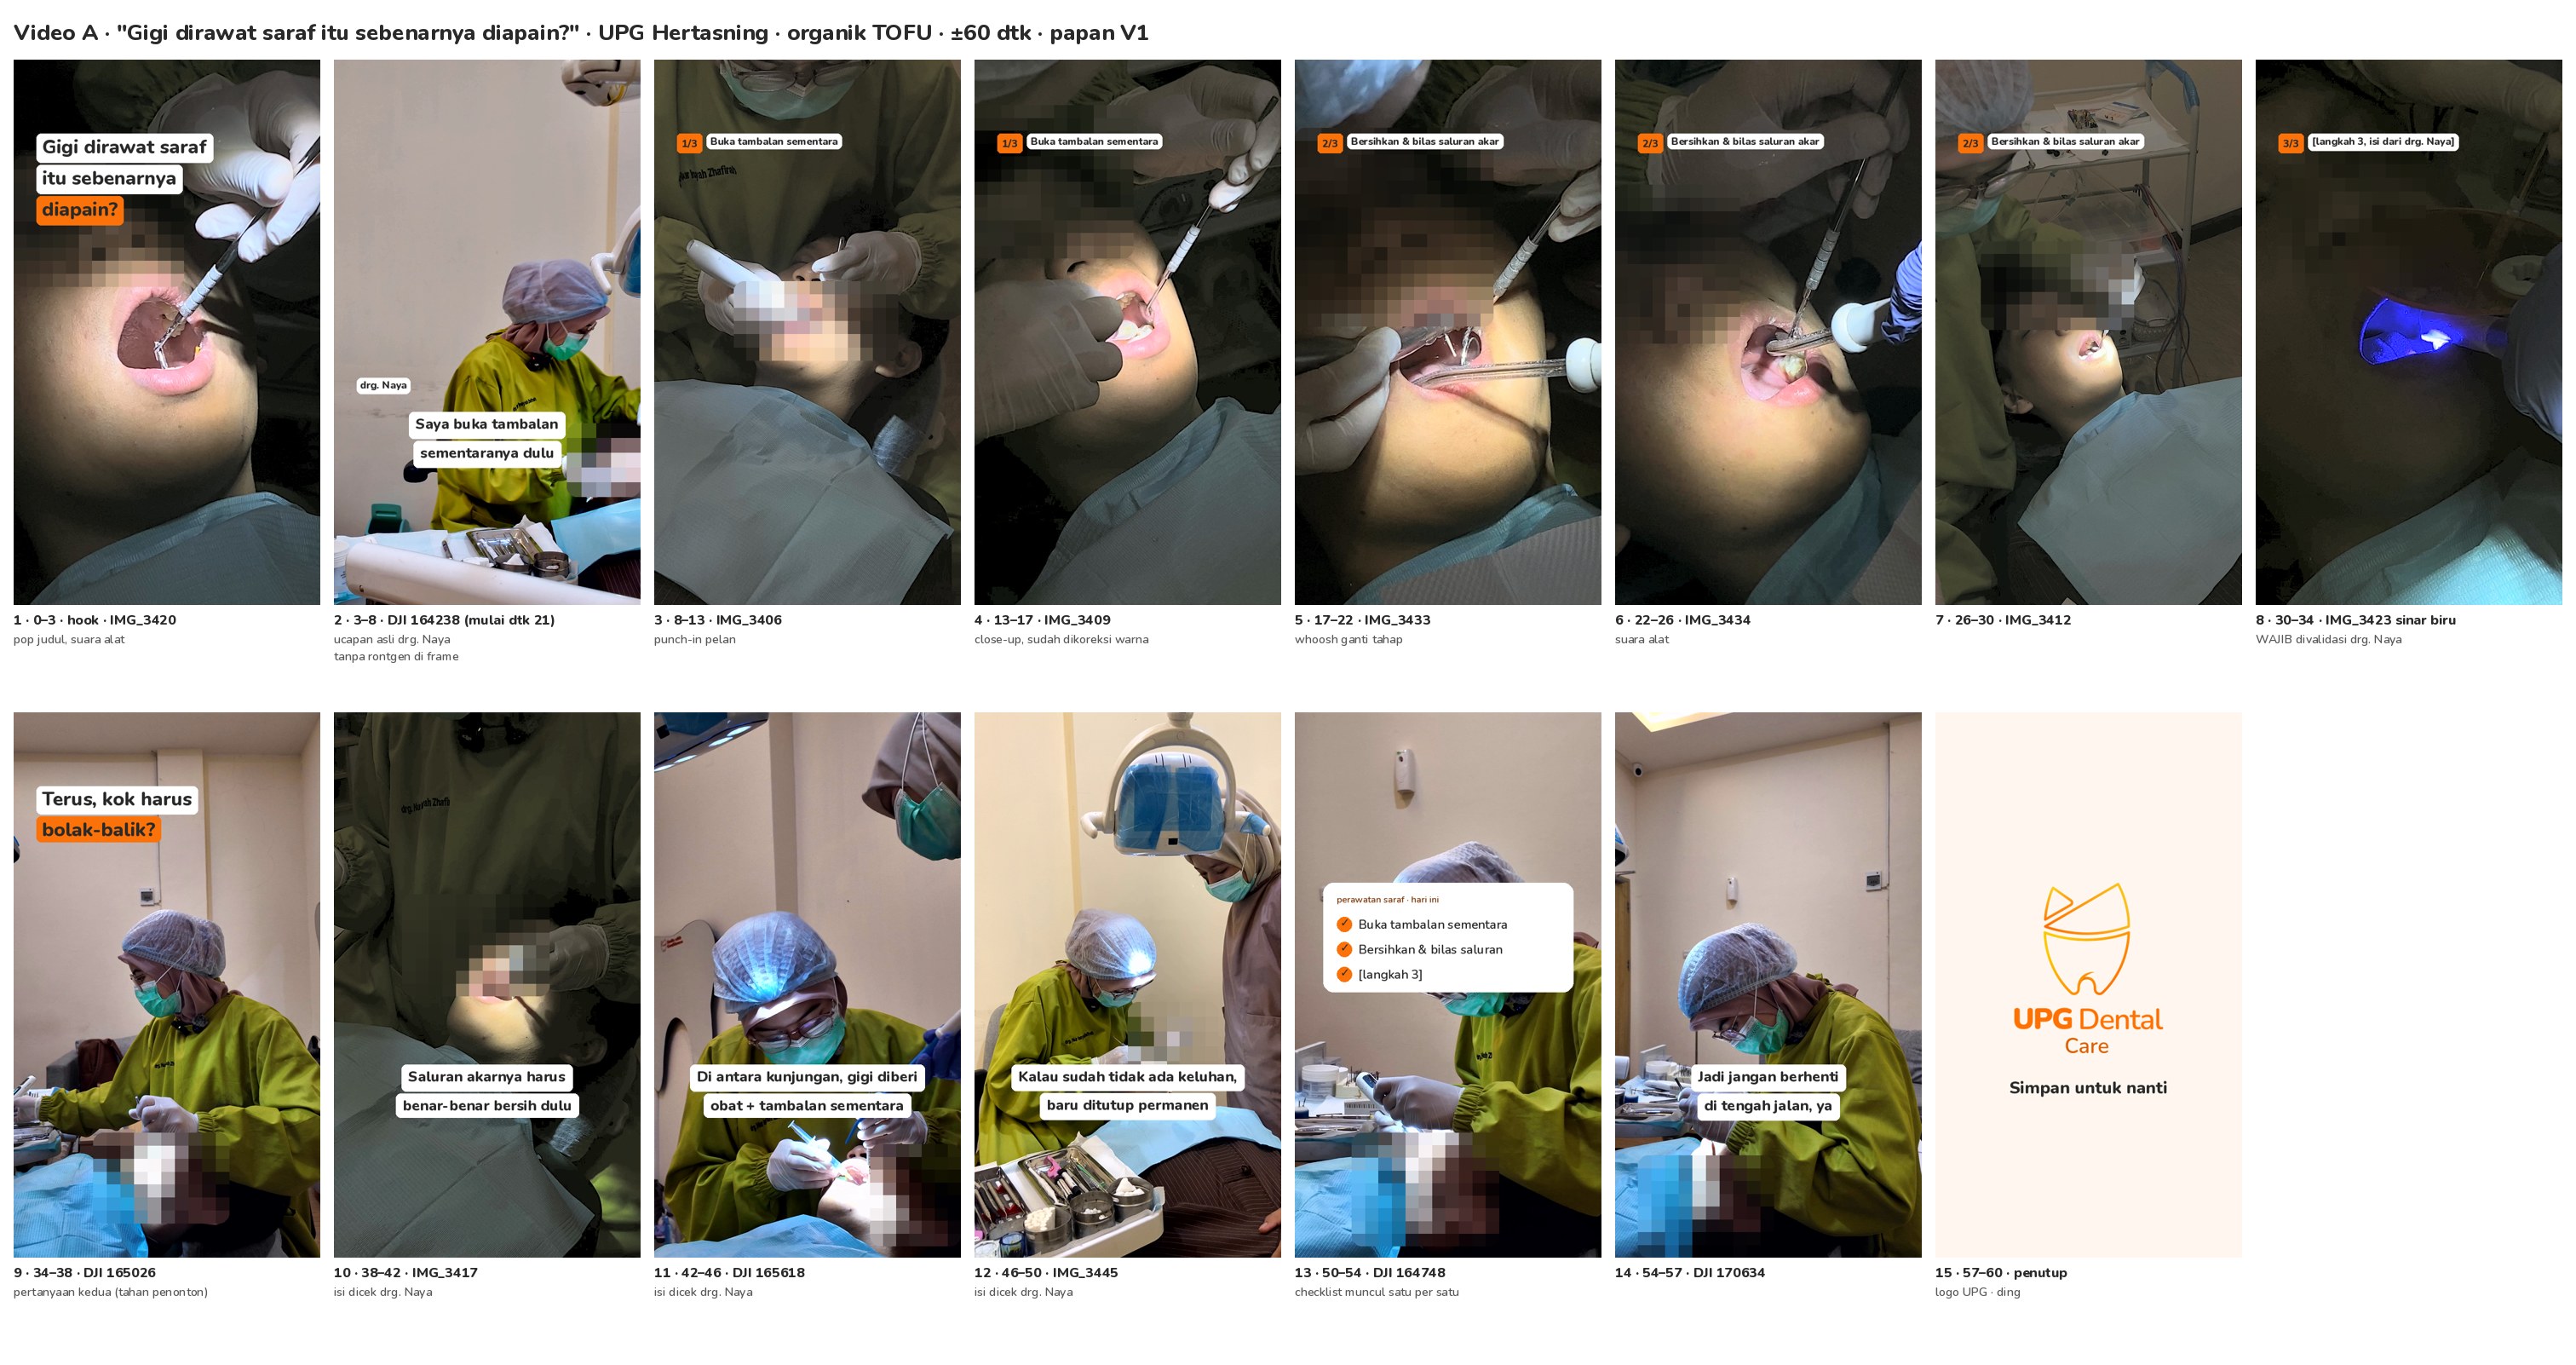 Video A · "Gigi dirawat saraf itu sebenarnya diapain?" · UPG Hertasning · organik TOFU · ±60 dtk · papan V1
Gigi dirawat saraf
itu sebenarnya
diapain?
1 · 0–3 · hook · IMG_3420
pop judul, suara alat
drg. Naya
Saya buka tambalan
sementaranya dulu
2 · 3–8 · DJI 164238 (mulai dtk 21)
ucapan asli drg. Naya
tanpa rontgen di frame
1/3 Buka tambalan sementara
3 · 8–13 · IMG_3406
punch-in pelan
1/3 Buka tambalan sementara
4 · 13–17 · IMG_3409
close-up, sudah dikoreksi warna
2/3 Bersihkan & bilas saluran akar
5 · 17–22 · IMG_3433
whoosh ganti tahap
2/3 Bersihkan & bilas saluran akar
6 · 22–26 · IMG_3434
suara alat
2/3 Bersihkan & bilas saluran akar
7 · 26–30 · IMG_3412
3/3 [langkah 3, isi dari drg. Naya]
8 · 30–34 · IMG_3423 sinar biru
WAJIB divalidasi drg. Naya
Terus, kok harus
bolak-balik?
9 · 34–38 · DJI 165026
pertanyaan kedua (tahan penonton)
Saluran akarnya harus
benar-benar bersih dulu
10 · 38–42 · IMG_3417
isi dicek drg. Naya
Di antara kunjungan, gigi diberi
obat + tambalan sementara
11 · 42–46 · DJI 165618
isi dicek drg. Naya
Kalau sudah tidak ada keluhan,
baru ditutup permanen
12 · 46–50 · IMG_3445
isi dicek drg. Naya
perawatan saraf · hari ini
✓ Buka tambalan sementara
✓ Bersihkan & bilas saluran
✓ [langkah 3]
13 · 50–54 · DJI 164748
checklist muncul satu per satu
Jadi jangan berhenti
di tengah jalan, ya
14 · 54–57 · DJI 170634
UPG Dental
Care
Simpan untuk nanti
15 · 57–60 · penutup
logo UPG · ding